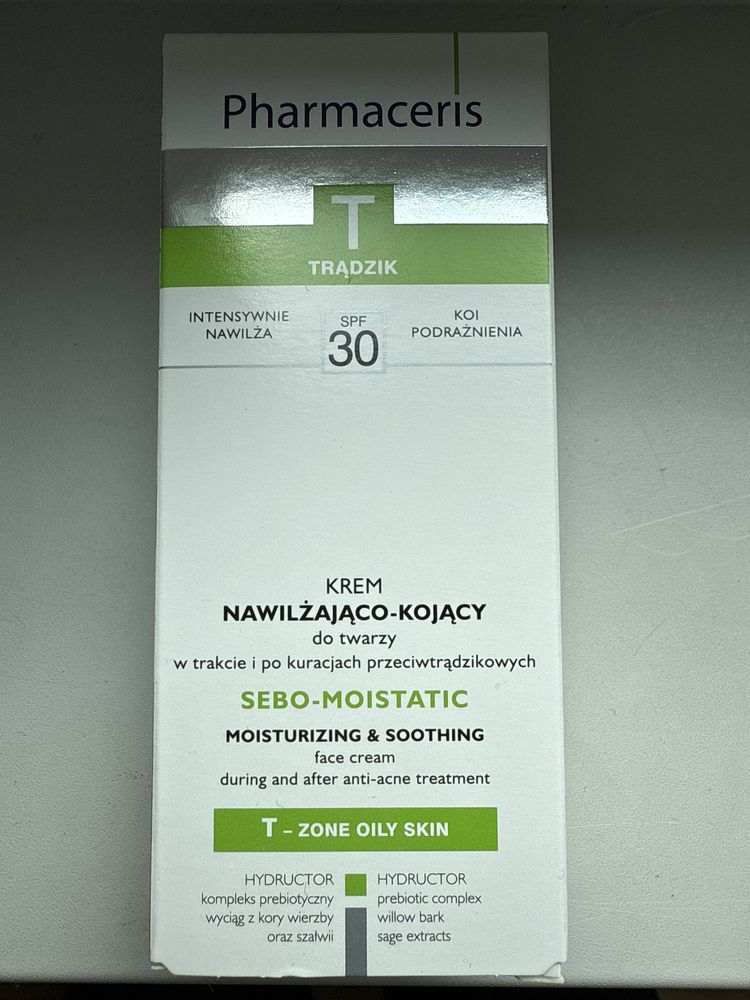 Pharmaceris
T
TRĄDZIK
INTENSYWNIE
NAWILŻA
SPF
30
KOI
PODRAŻNIENIA
KREM
NAWILŻAJĄCO-KOJĄCY
do twarzy
w trakcie i po kuracjach przeciwtrądzikowych
SEBO-MOISTATIC
MOISTURIZING & SOOTHING
face cream
during and after anti-acne treatment
T – ZONE OILY SKIN
HYDRUCTOR
kompleks prebiotyczny
wyciąg z kory wierzby
oraz szałwii
HYDRUCTOR
prebiotic complex
willow bark
sage extracts